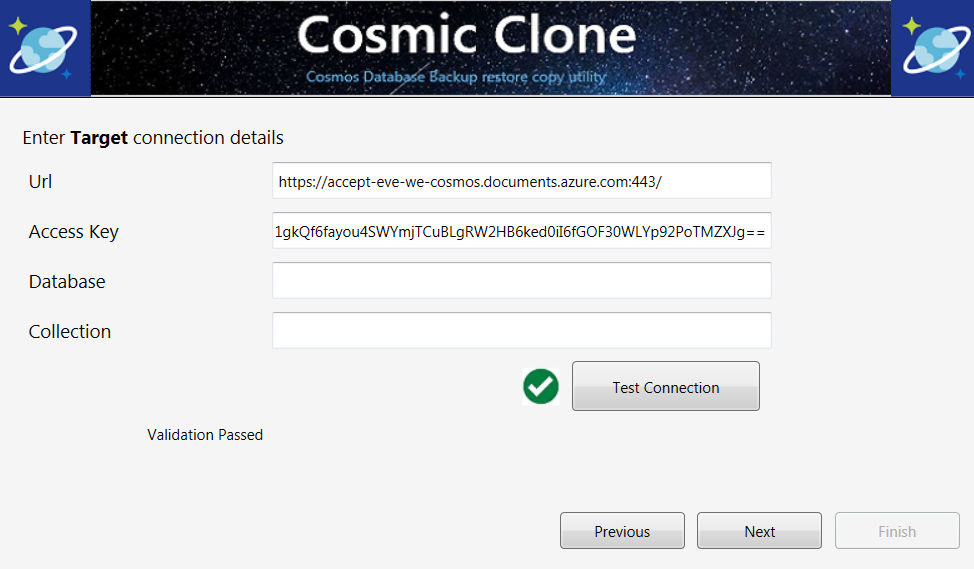 Cosmic Clone
Cosmos Database Backup restore copy utility
Enter Target connection details
Url https://accept-eve-we-cosmos.documents.azure.com:443/
Access Key 1gkQf6fayou4SWYmjTCuBLgRW2HB6ked0iI6fGOF30WLYp92PoTMZXJg==
Database
Collection
Test Connection
Validation Passed
Previous Next Finish